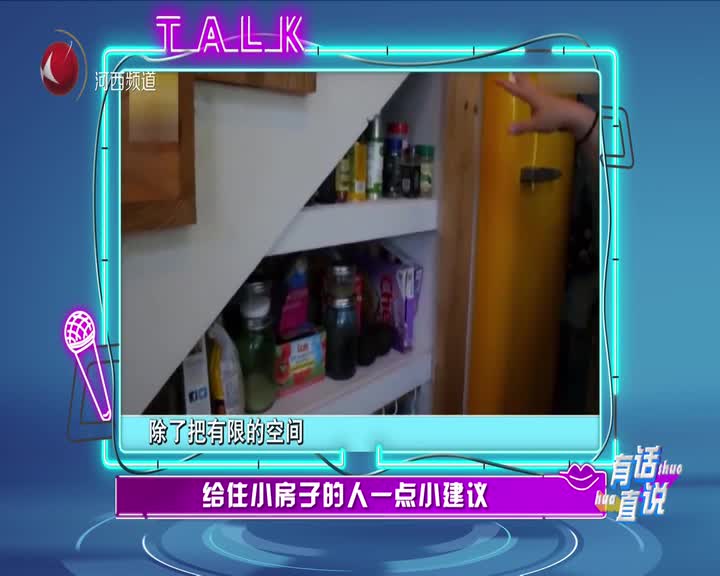 TALK
河西频道
除了把有限的空间
给住小房子的人一点小建议
有话 shuo
hua 直说